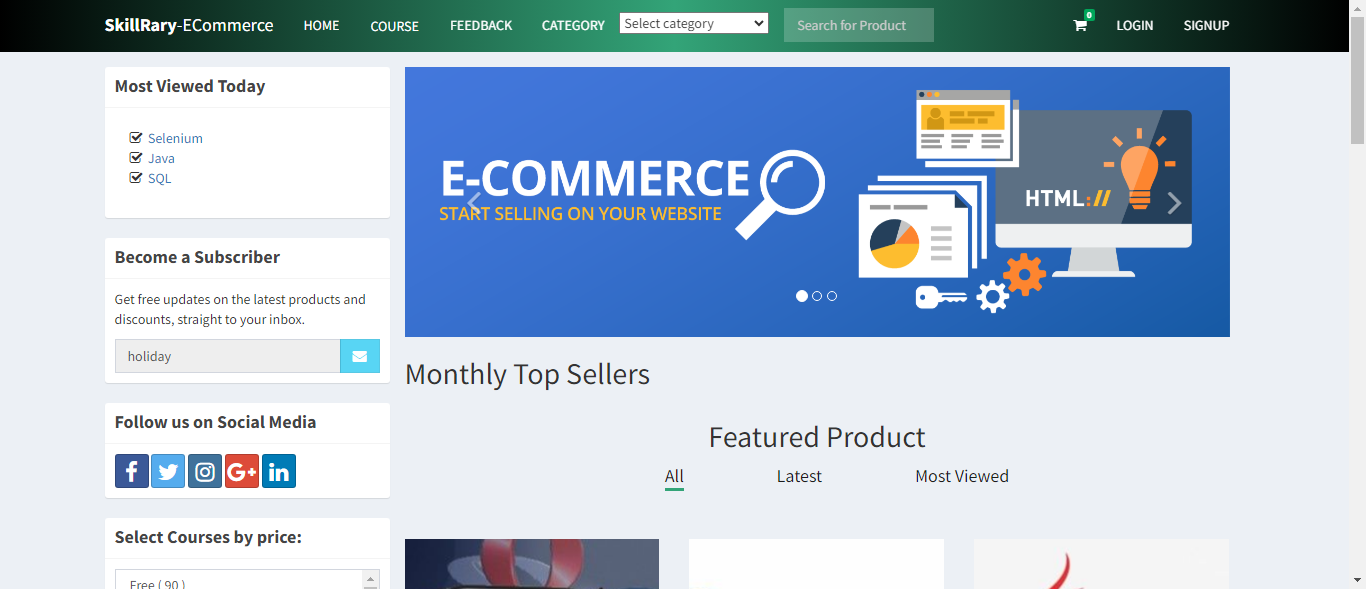 SkillRary-ECommerce HOME COURSE FEEDBACK CATEGORY Select category Search for Product 0 LOGIN SIGNUP
Most Viewed Today
Selenium
Java
SQL
Become a Subscriber
Get free updates on the latest products and
discounts, straight to your inbox.
holiday
Follow us on Social Media
f G+ in
Select Courses by price:
Free ( 90 )
E-COMMERCE
START SELLING ON YOUR WEBSITE
HTML://
Monthly Top Sellers
Featured Product
All Latest Most Viewed